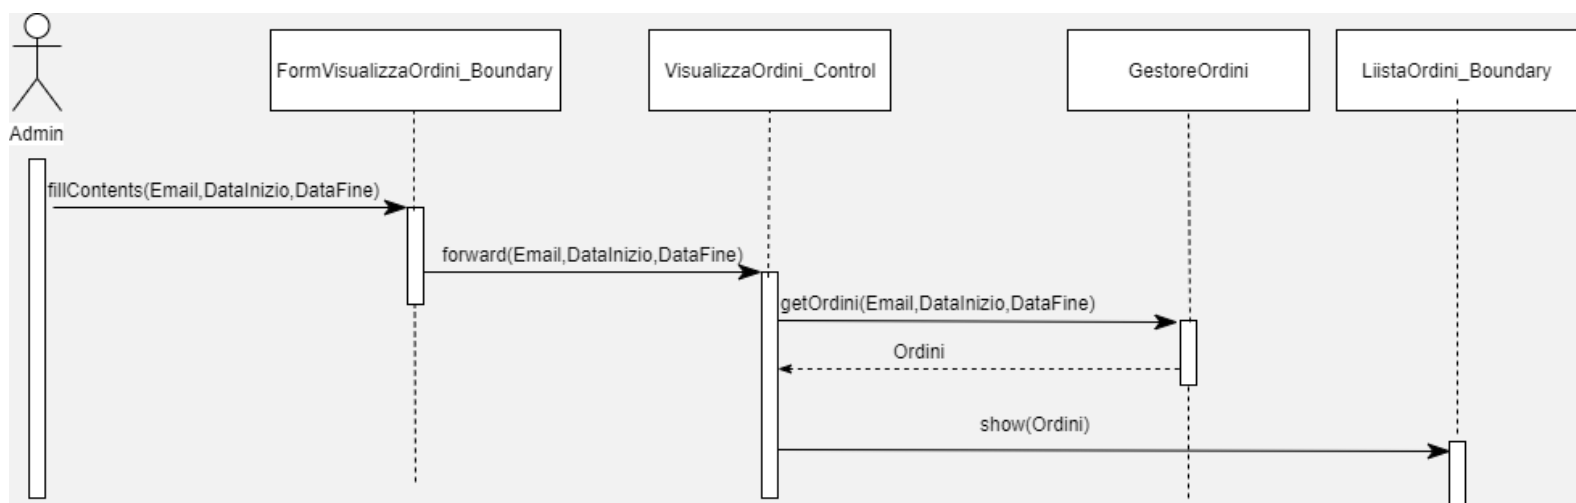 FormVisualizzaOrdini_Boundary
VisualizzaOrdini_Control
GestoreOrdini
LiistaOrdini_Boundary
Admin
fillContents(Email,DataInizio,DataFine)
forward(Email,DataInizio,DataFine)
getOrdini(Email,DataInizio,DataFine)
Ordini
show(Ordini)